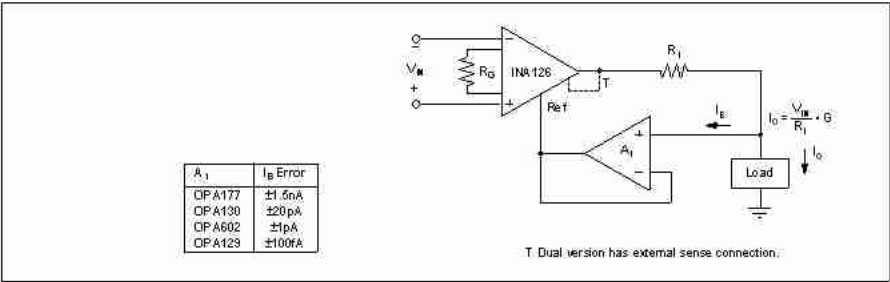 −
V_IN
+
R_G
−
INA126
+
T
Ref
R_1
I_B
I_O = V_IN / R_1 • G
+
A_1
−
I_O
Load
A_1 I_B Error
OPA177 ±1.5nA
OPA130 ±20pA
OPA602 ±1pA
OPA129 ±100fA
T Dual version has external sense connection.